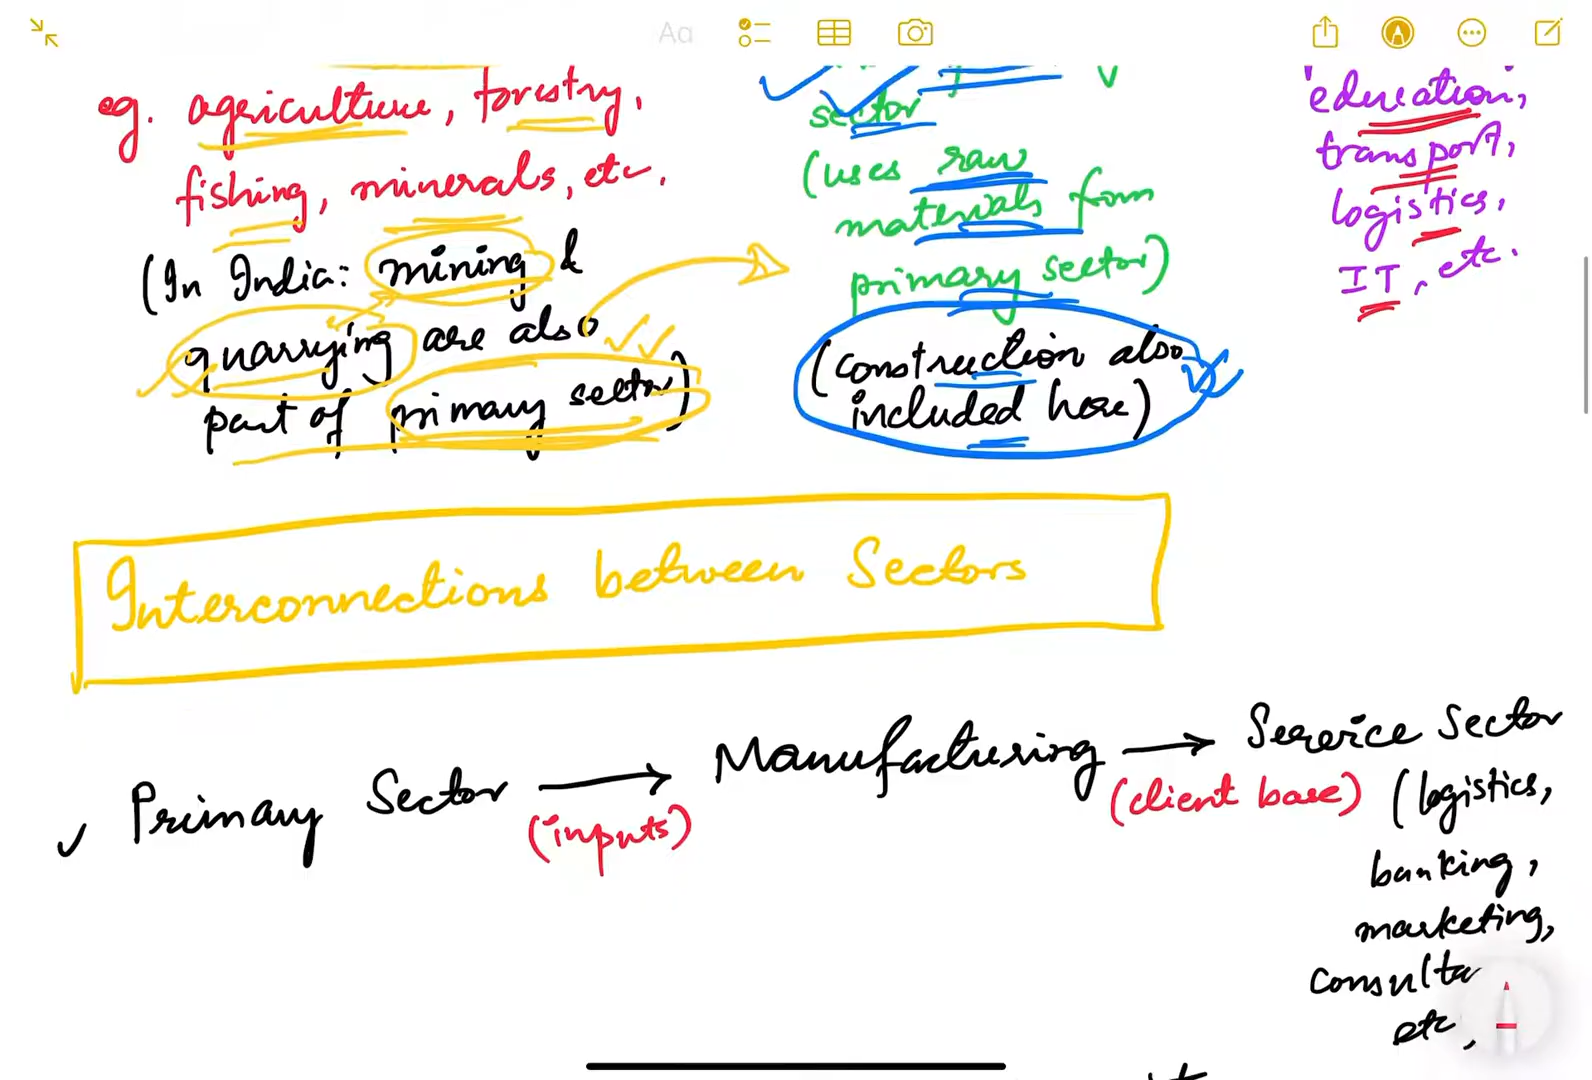 Aa
eg. agriculture, forestry,
fishing, minerals, etc.
(In India: mining &
quarrying are also
part of primary sector)
sector
(uses raw
materials from
primary sector)
(construction also
included here)
education,
transport,
logistics,
IT, etc.
Interconnections between Sectors
Primary Sector → Manufacturing → Service Sector
(inputs)
(client base)
(logistics,
banking,
marketing,
etc,